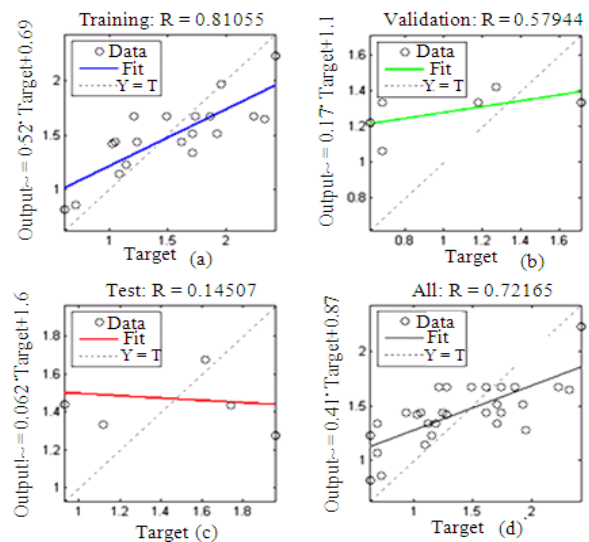 Training: R = 0.81055
Output~= 0.52* Target+0.69
Data
Fit
Y = T
2
1.5
1
1
1.5
2
Target
(a)
Validation: R = 0.57944
Output~= 0.17* Target+1.1
Data
Fit
Y = T
1.6
1.4
1.2
1
0.8
0.8
1
1.2
1.4
1.6
Target
(b)
Test: R = 0.14507
Output!~= 0.062*Target+1.6
Data
Fit
Y = T
1.8
1.6
1.4
1.2
1
1
1.2
1.4
1.6
1.8
Target (c)
All: R = 0.72165
Output~= 0.41* Target+0.87
Data
Fit
Y = T
2
1.5
1
1
1.5
2
Target
(d)